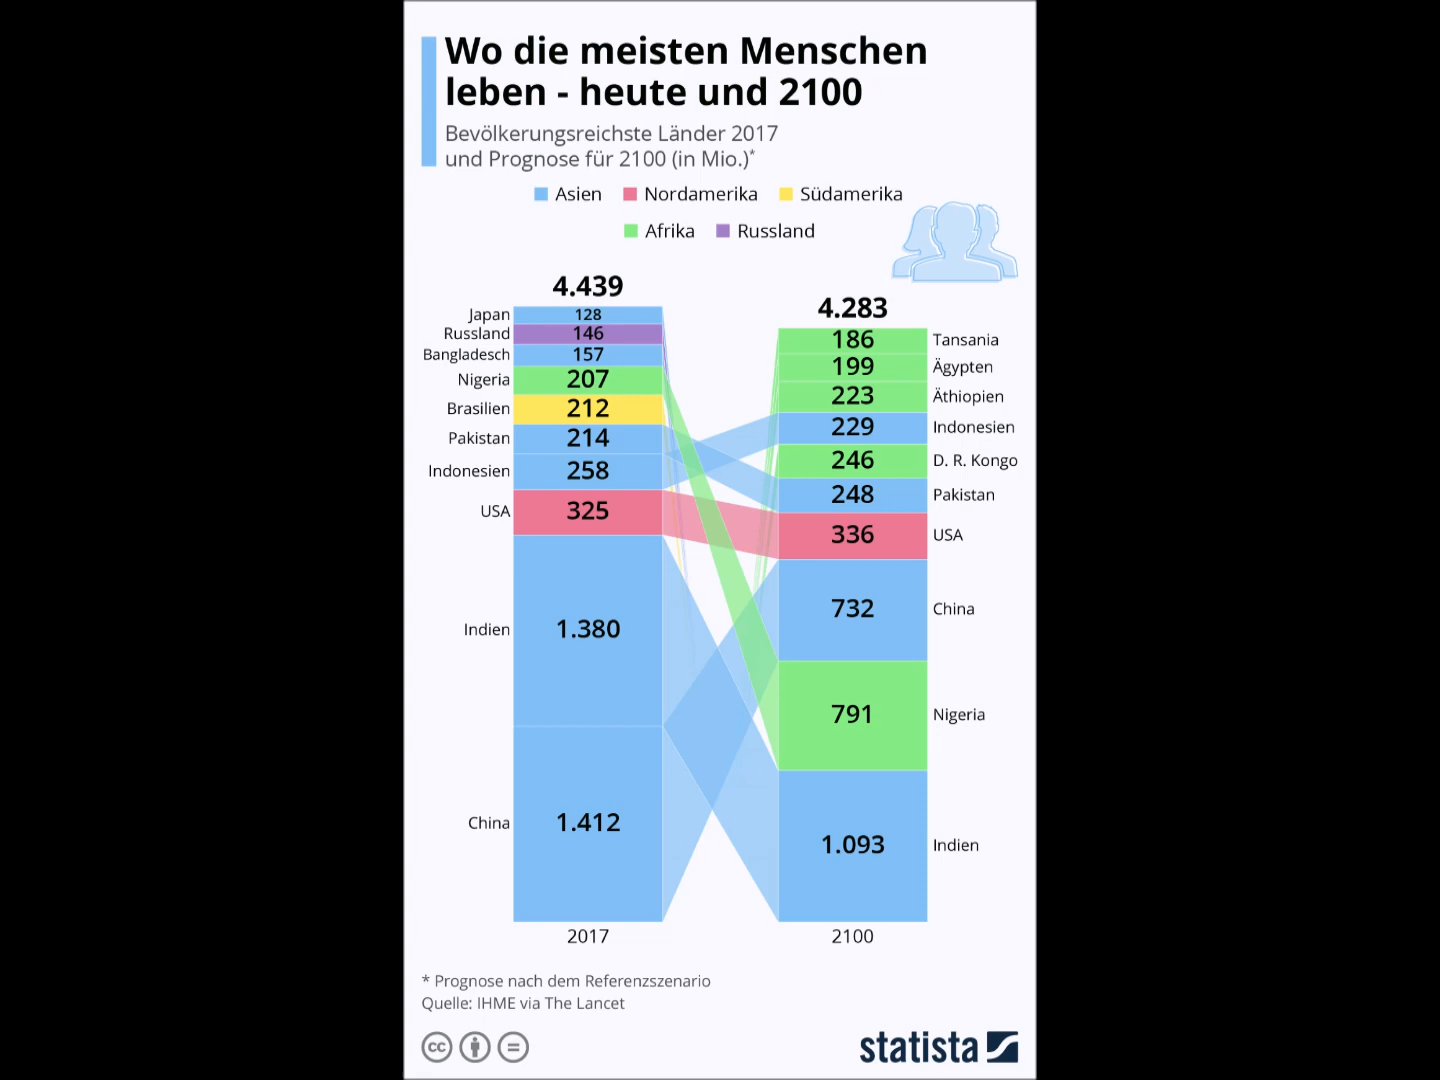 Wo die meisten Menschen
leben - heute und 2100
Bevölkerungsreichste Länder 2017
und Prognose für 2100 (in Mio.)*
Asien Nordamerika Südamerika
Afrika Russland
4.439
Japan 128
Russland 146
Bangladesch 157
Nigeria 207
Brasilien 212
Pakistan 214
Indonesien 258
USA 325
Indien 1.380
China 1.412
2017
4.283
186 Tansania
199 Ägypten
223 Äthiopien
229 Indonesien
246 D. R. Kongo
248 Pakistan
336 USA
732 China
791 Nigeria
1.093 Indien
2100
* Prognose nach dem Referenzszenario
Quelle: IHME via The Lancet
cc
statista